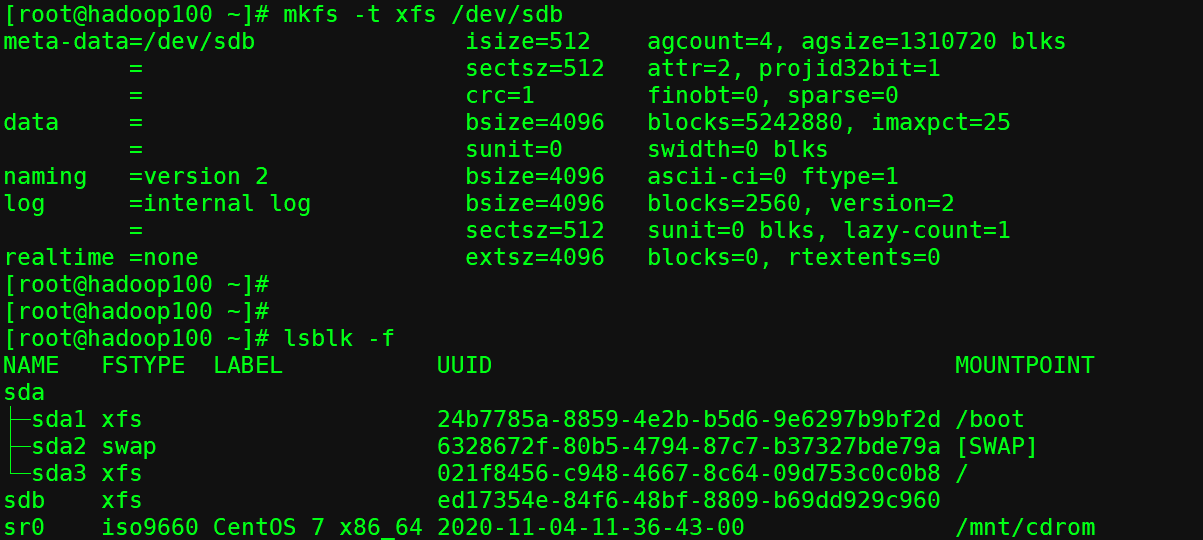 [root@hadoop100 ~]# mkfs -t xfs /dev/sdb
meta-data=/dev/sdb               isize=512    agcount=4, agsize=1310720 blks
         =                       sectsz=512   attr=2, projid32bit=1
         =                       crc=1        finobt=0, sparse=0
data     =                       bsize=4096   blocks=5242880, imaxpct=25
         =                       sunit=0      swidth=0 blks
naming   =version 2              bsize=4096   ascii-ci=0 ftype=1
log      =internal log           bsize=4096   blocks=2560, version=2
         =                       sectsz=512   sunit=0 blks, lazy-count=1
realtime =none                   extsz=4096   blocks=0, rtextents=0
[root@hadoop100 ~]#
[root@hadoop100 ~]#
[root@hadoop100 ~]# lsblk -f
NAME   FSTYPE  LABEL           UUID                                 MOUNTPOINT
sda
├─sda1 xfs                     24b7785a-8859-4e2b-b5d6-9e6297b9bf2d /boot
├─sda2 swap                    6328672f-80b5-4794-87c7-b37327bde79a [SWAP]
└─sda3 xfs                     021f8456-c948-4667-8c64-09d753c0c0b8 /
sdb    xfs                     ed17354e-84f6-48bf-8809-b69dd929c960
sr0    iso9660 CentOS 7 x86_64 2020-11-04-11-36-43-00               /mnt/cdrom